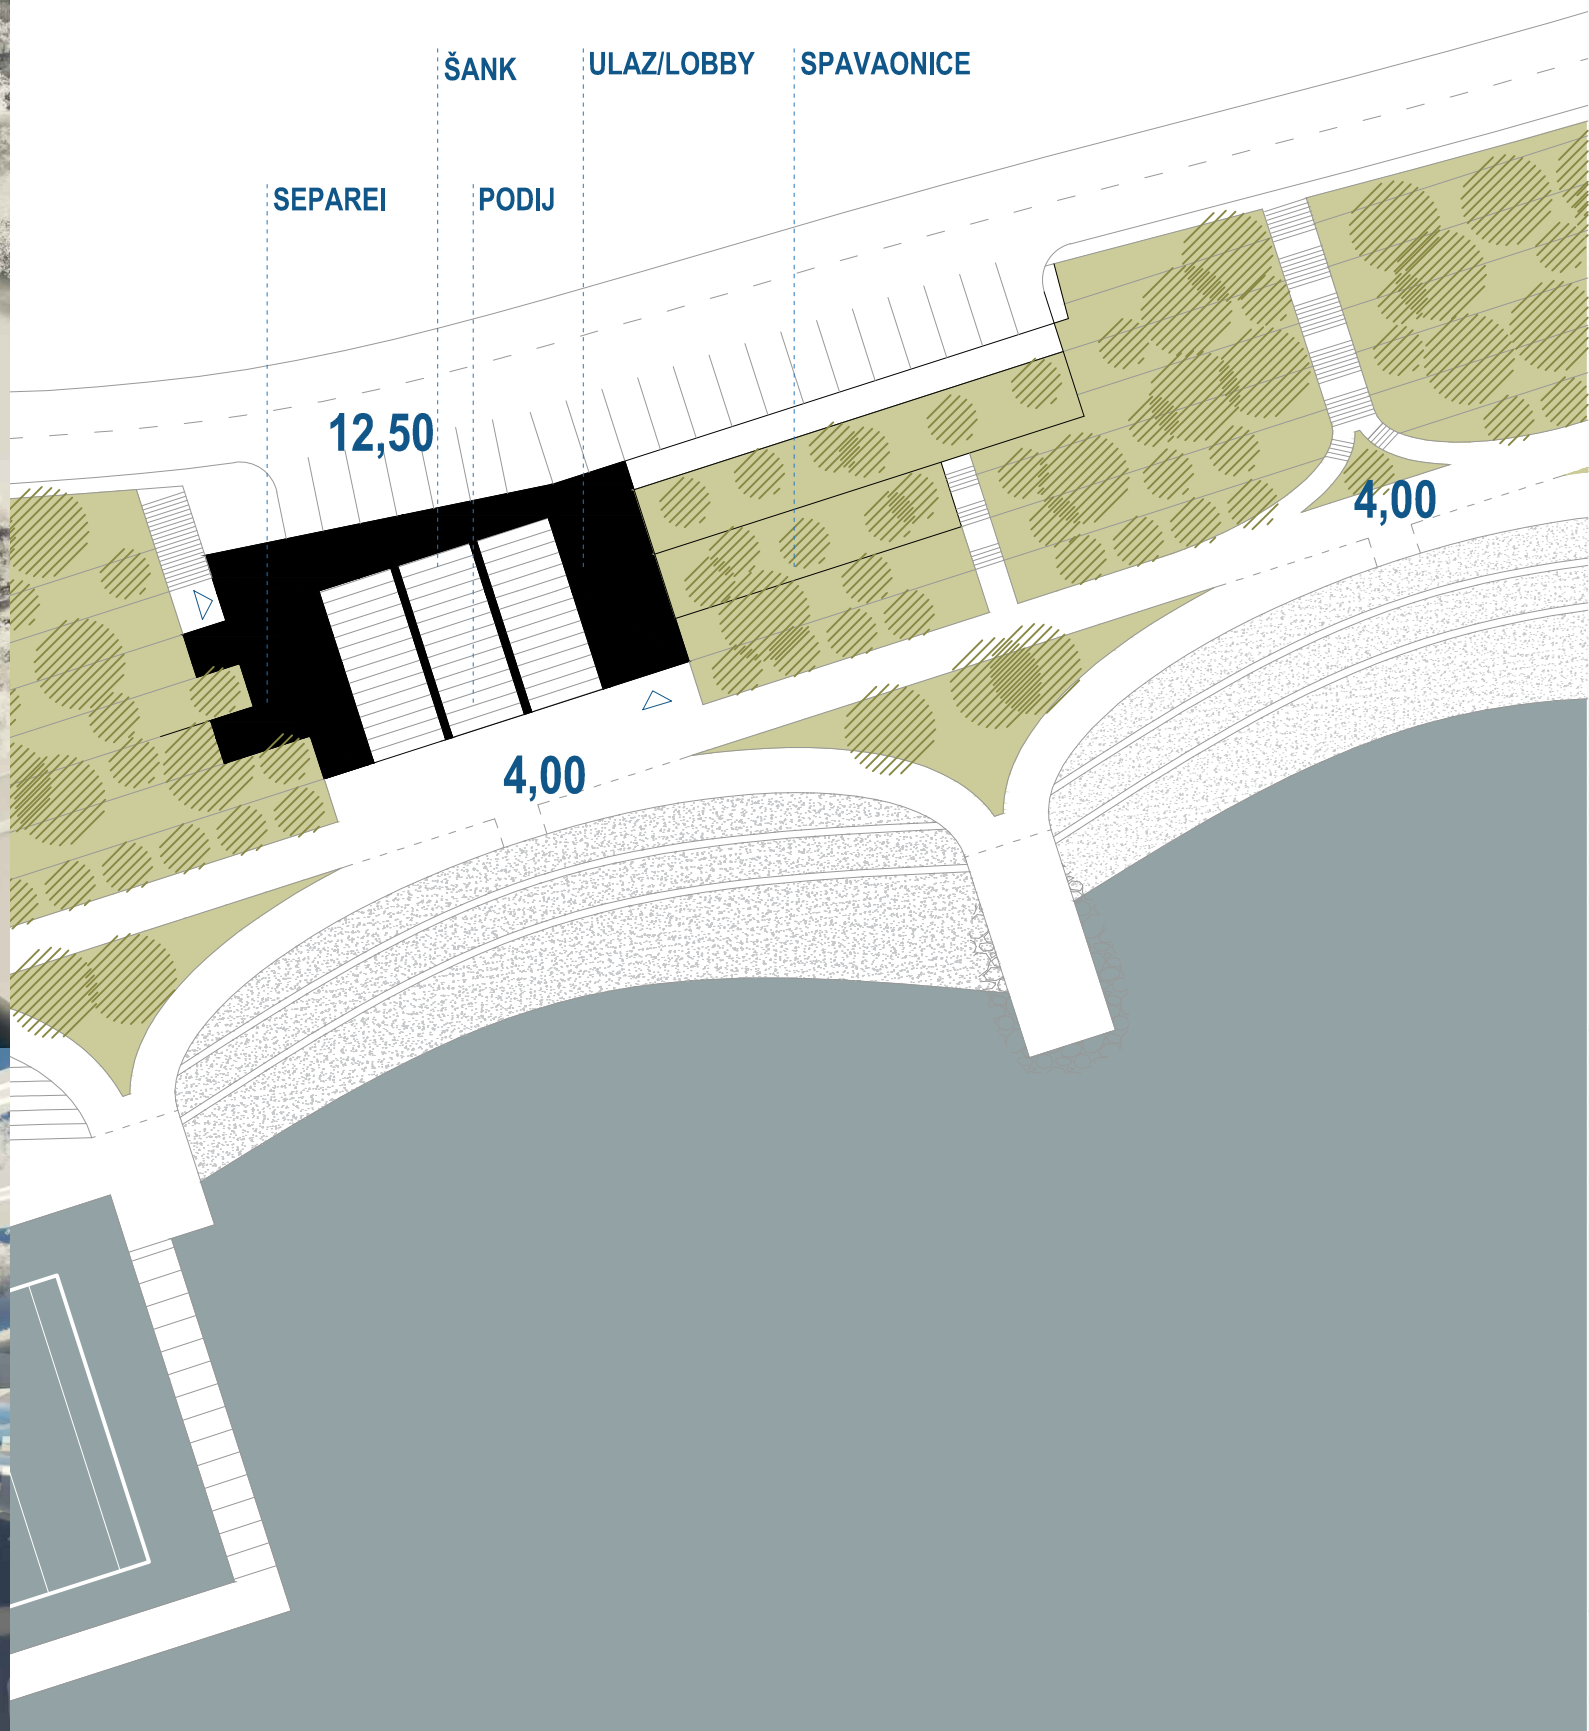 ŠANK
ULAZ/LOBBY
SPAVAONICE
SEPAREI
PODIJ
12,50
4,00
4,00